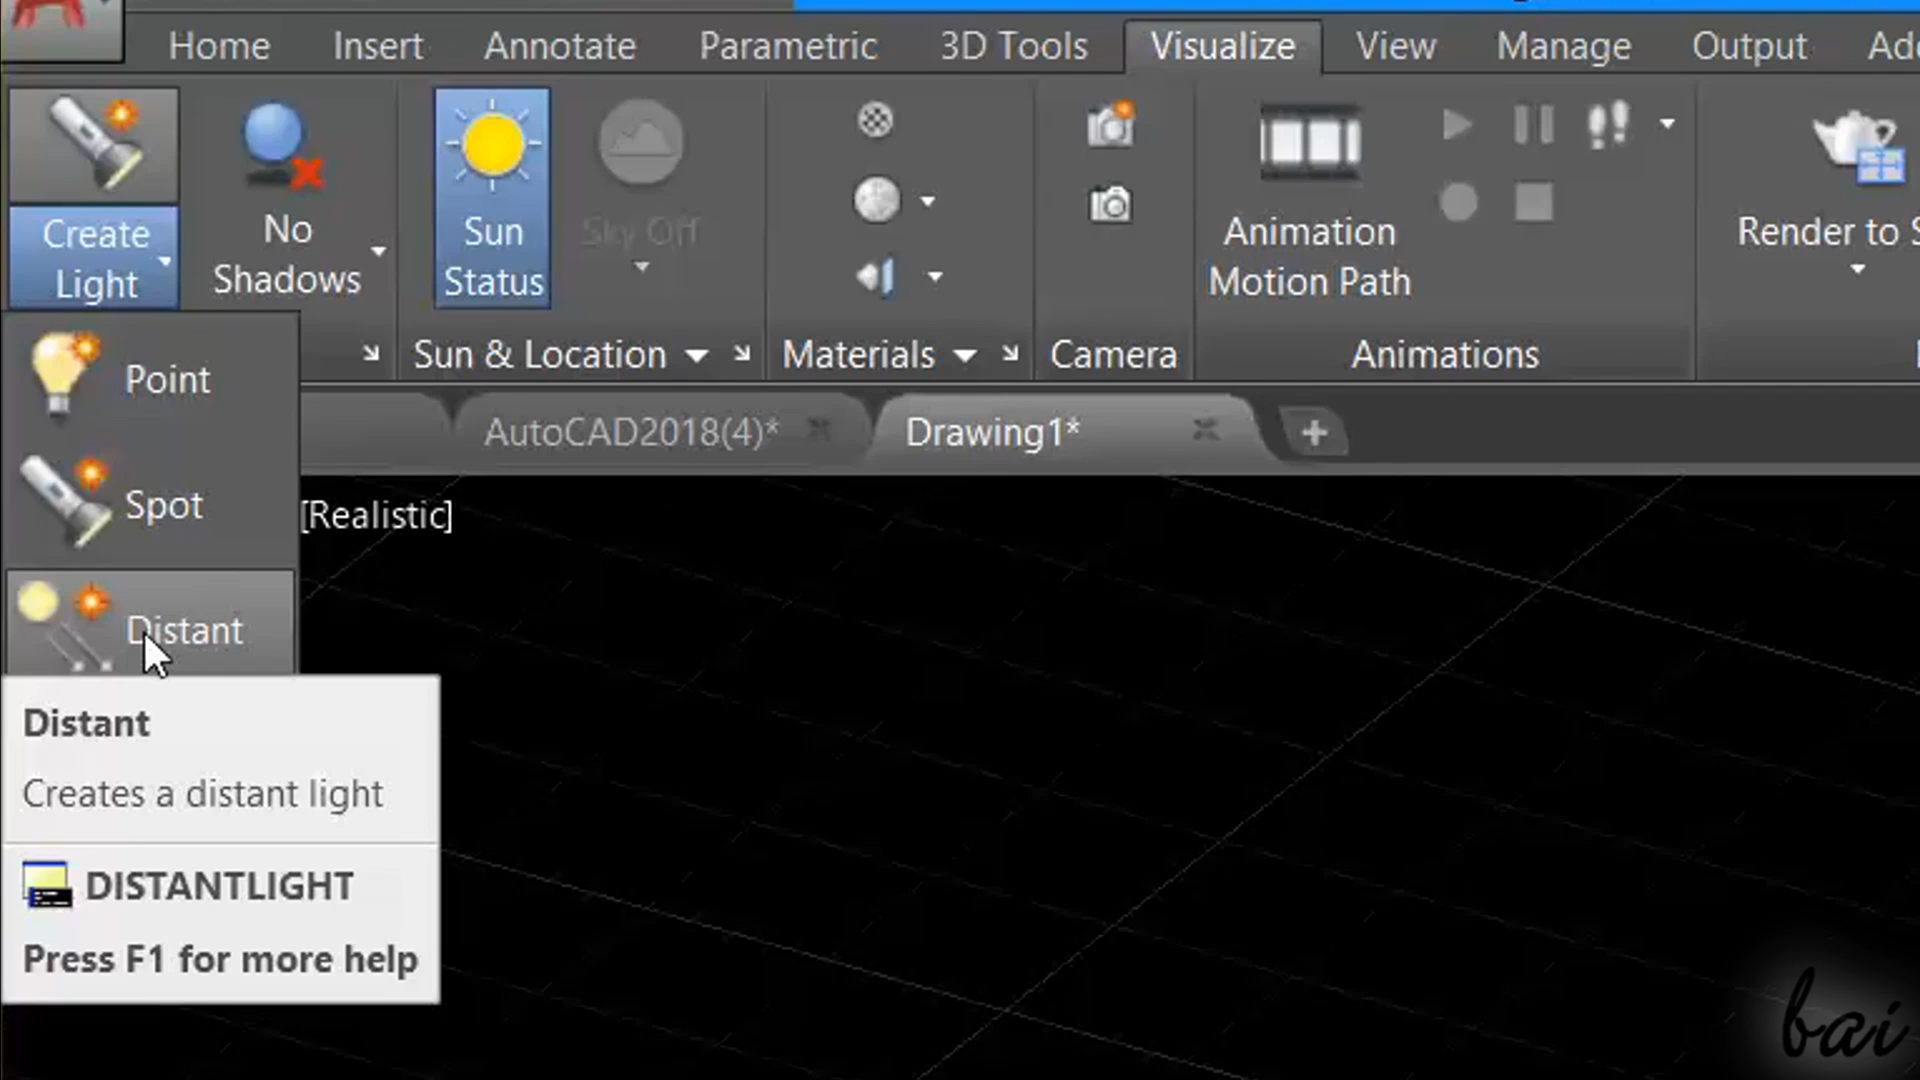 Home Insert Annotate Parametric 3D Tools Visualize View Manage Output
Create
Light
No
Shadows
Sun
Status
Sky Off
Animation
Motion Path
Render to
Sun & Location
Materials
Camera
Animations
Point
Spot
Distant
AutoCAD2018(4)*
Drawing1*
[Realistic]
Distant
Creates a distant light
DISTANTLIGHT
Press F1 for more help
bai